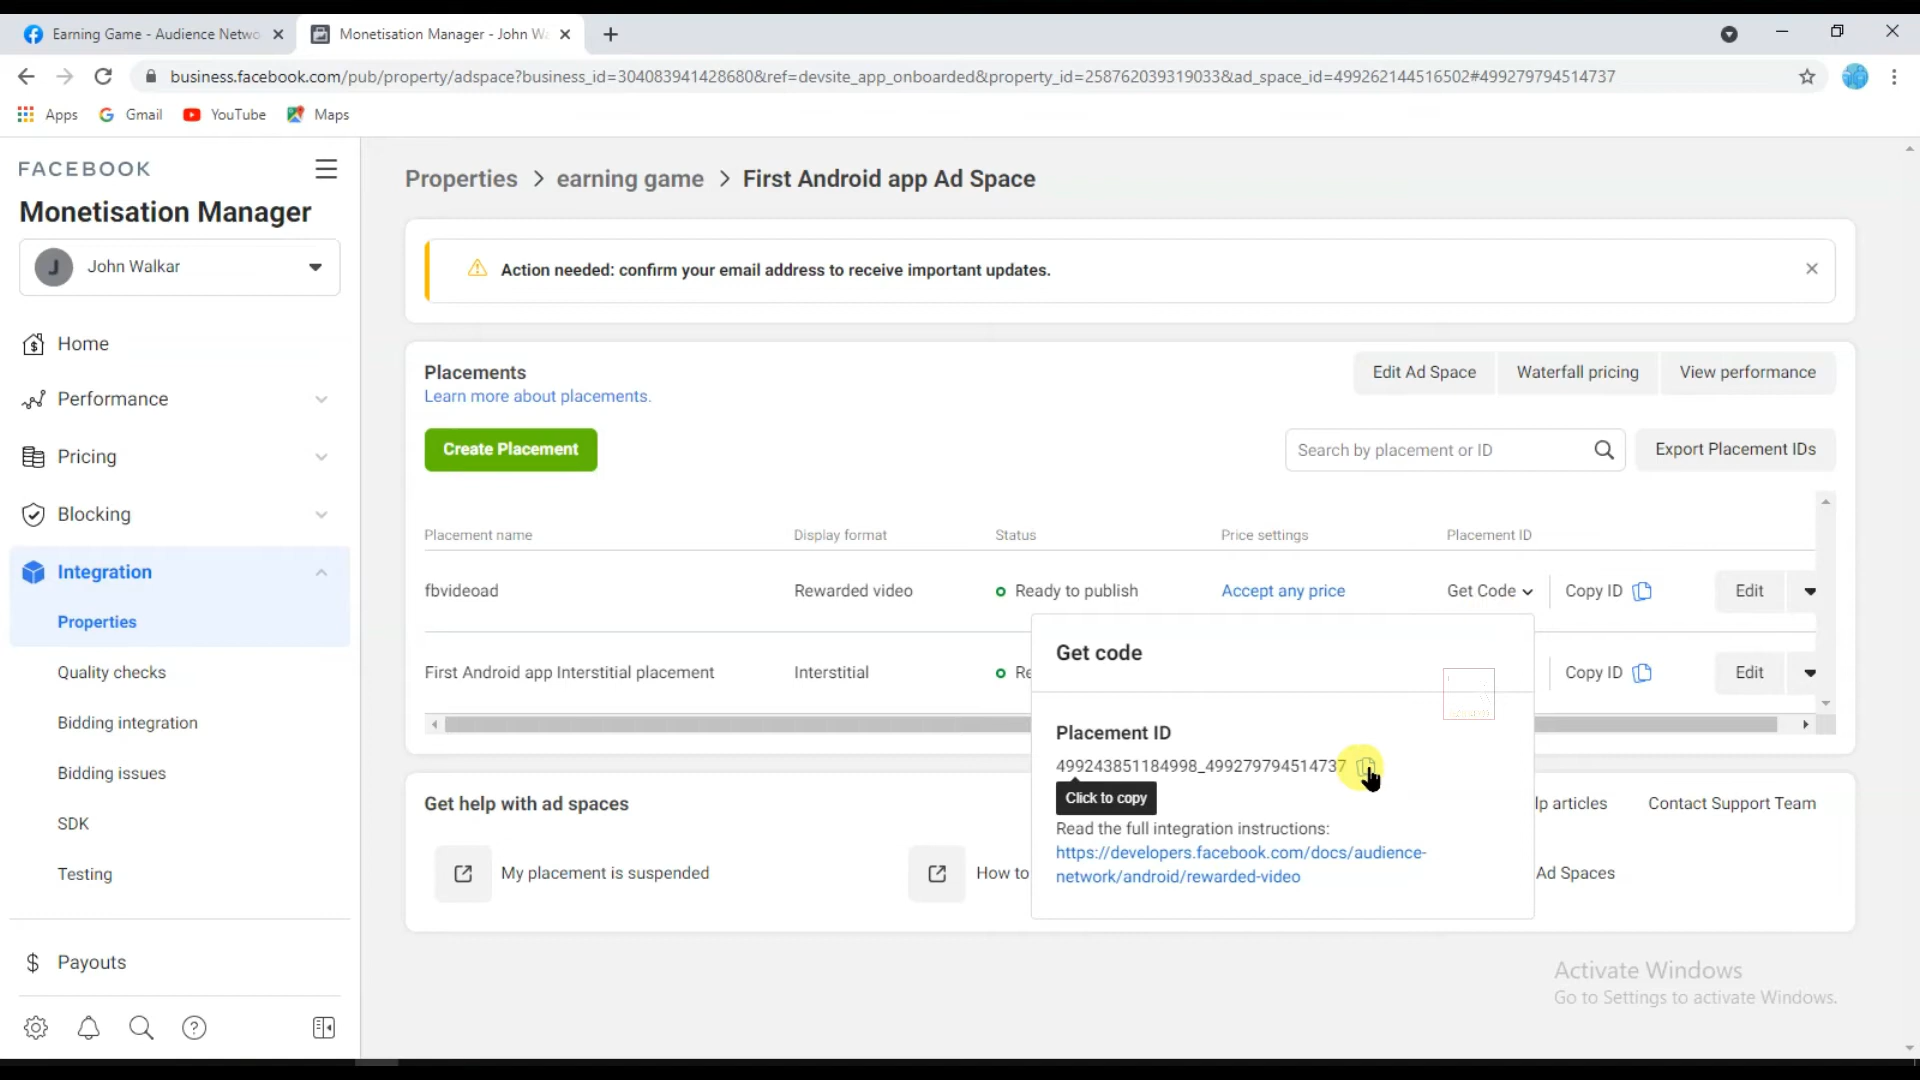 Earning Game - Audience Netwo
Monetisation Manager - John Wa
business.facebook.com/pub/property/adspace?business_id=304083941428680&ref=devsite_app_onboarded&property_id=258762039319033&ad_space_id=499262144516502#499279794514737
Apps
Gmail
YouTube
Maps
FACEBOOK
Monetisation Manager
J
John Walkar
Home
Performance
Pricing
Blocking
Integration
Properties
Quality checks
Bidding integration
Bidding issues
SDK
Testing
Payouts
Properties > earning game > First Android app Ad Space
Action needed: confirm your email address to receive important updates.
Placements
Learn more about placements.
Edit Ad Space
Waterfall pricing
View performance
Create Placement
Search by placement or ID
Export Placement IDs
Placement name
Display format
Status
Price settings
Placement ID
fbvideoad
Rewarded video
Ready to publish
Accept any price
Get Code
Copy ID
Edit
First Android app Interstitial placement
Interstitial
Re
Copy ID
Edit
Get code
Placement ID
499243851184998_499279794514737
Click to copy
Read the full integration instructions:
https://developers.facebook.com/docs/audience-
network/android/rewarded-video
Get help with ad spaces
lp articles
Contact Support Team
My placement is suspended
How to
Ad Spaces
Activate Windows
Go to Settings to activate Windows.